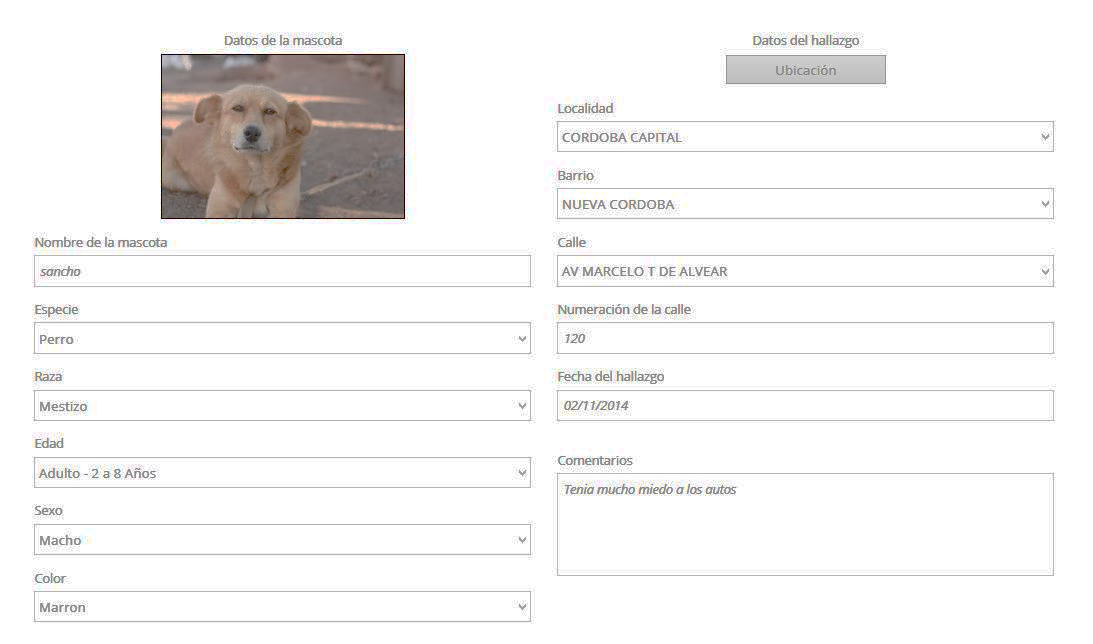 Datos de la mascota
Nombre de la mascota
sancho
Especie
Perro
Raza
Mestizo
Edad
Adulto - 2 a 8 Años
Sexo
Macho
Color
Marron
Datos del hallazgo
Ubicación
Localidad
CORDOBA CAPITAL
Barrio
NUEVA CORDOBA
Calle
AV MARCELO T DE ALVEAR
Numeración de la calle
120
Fecha del hallazgo
02/11/2014
Comentarios
Tenia mucho miedo a los autos